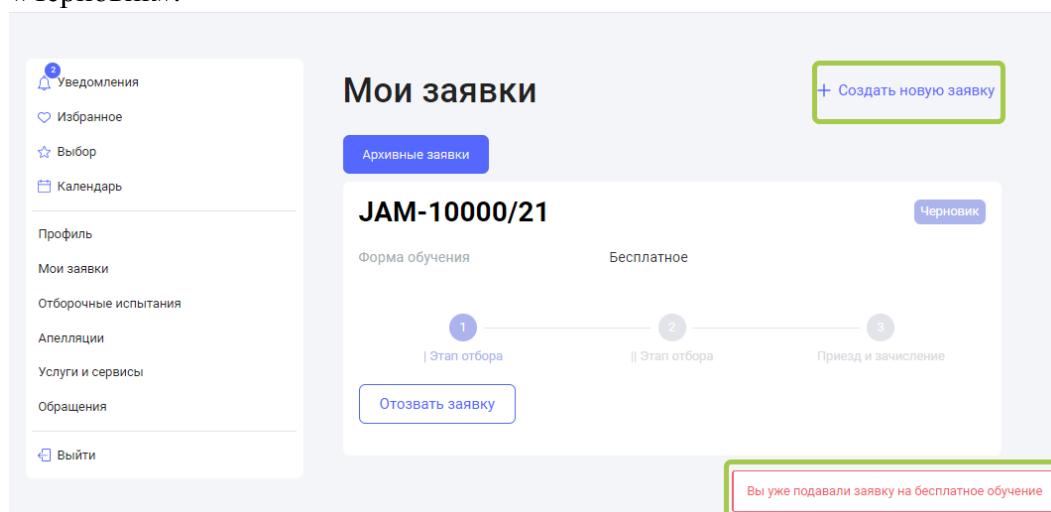 «Черновик».
2
Уведомления
Избранное
Выбор
Календарь
Профиль
Мои заявки
Отборочные испытания
Апелляции
Услуги и сервисы
Обращения
Выйти
Мои заявки
+ Создать новую заявку
Архивные заявки
JAM-10000/21
Черновик
Форма обучения Бесплатное
1 2 3
| Этап отбора || Этап отбора Приезд и зачисление
Отозвать заявку
Вы уже подавали заявку на бесплатное обучение